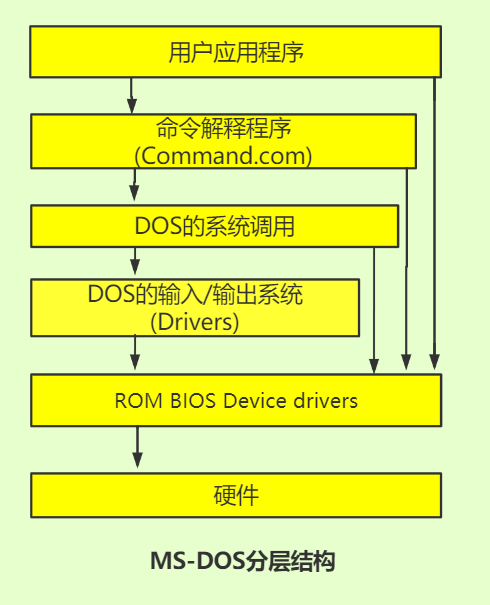 用户应用程序
命令解释程序
(Command.com)
DOS的系统调用
DOS的输入/输出系统
(Drivers)
ROM BIOS Device drivers
硬件
MS-DOS分层结构